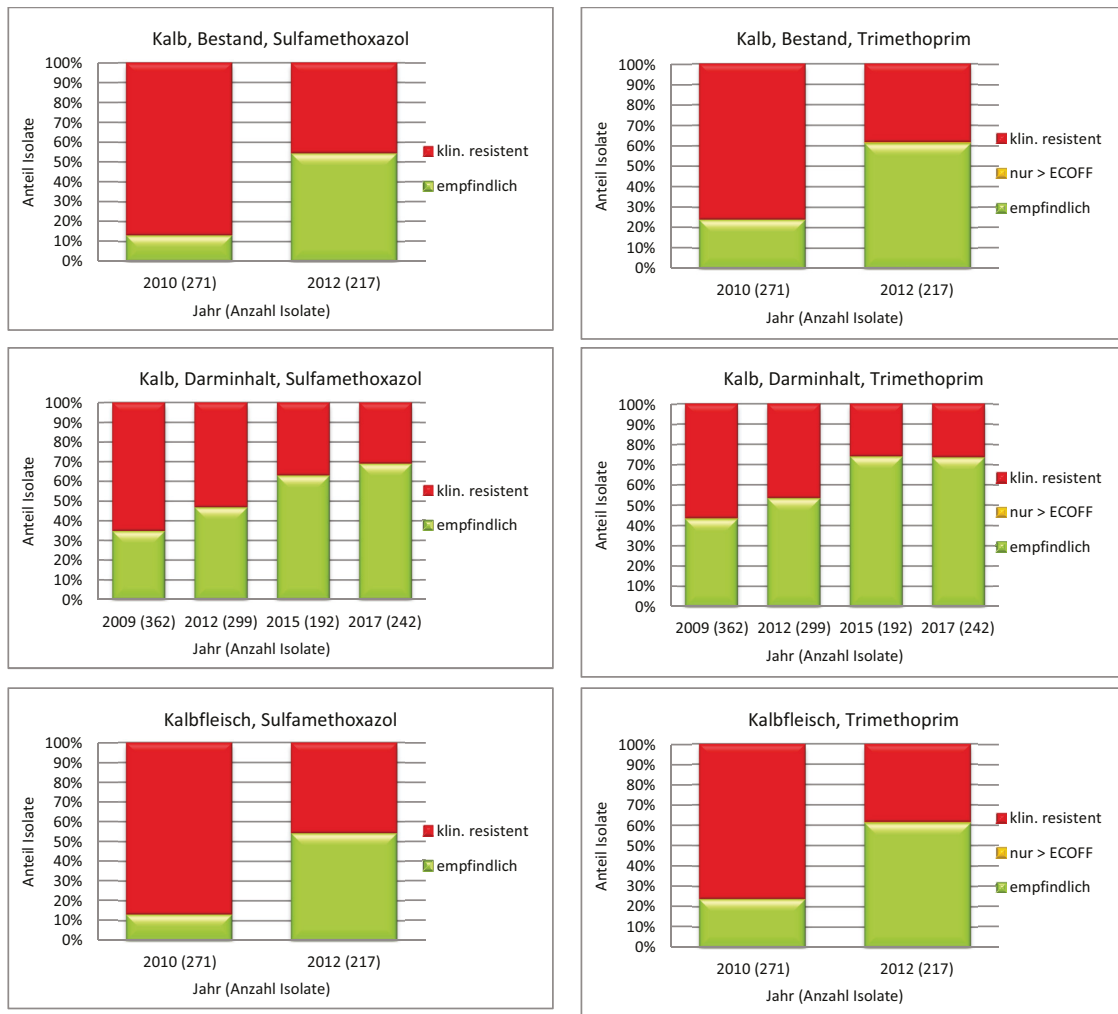 Kalb, Bestand, Sulfamethoxazol
Anteil Isolate
100%
90%
80%
70%
60%
50%
40%
30%
20%
10%
0%
klin. resistent
empfindlich
2010 (271) 2012 (217)
Jahr (Anzahl Isolate)
Kalb, Bestand, Trimethoprim
Anteil Isolate
100%
90%
80%
70%
60%
50%
40%
30%
20%
10%
0%
klin. resistent
nur > ECOFF
empfindlich
2010 (271) 2012 (217)
Jahr (Anzahl Isolate)
Kalb, Darminhalt, Sulfamethoxazol
Anteil Isolate
100%
90%
80%
70%
60%
50%
40%
30%
20%
10%
0%
klin. resistent
empfindlich
2009 (362) 2012 (299) 2015 (192) 2017 (242)
Jahr (Anzahl Isolate)
Kalb, Darminhalt, Trimethoprim
Anteil Isolate
100%
90%
80%
70%
60%
50%
40%
30%
20%
10%
0%
klin. resistent
nur > ECOFF
empfindlich
2009 (362) 2012 (299) 2015 (192) 2017 (242)
Jahr (Anzahl Isolate)
Kalbfleisch, Sulfamethoxazol
Anteil Isolate
100%
90%
80%
70%
60%
50%
40%
30%
20%
10%
0%
klin. resistent
empfindlich
2010 (271) 2012 (217)
Jahr (Anzahl Isolate)
Kalbfleisch, Trimethoprim
Anteil Isolate
100%
90%
80%
70%
60%
50%
40%
30%
20%
10%
0%
klin. resistent
nur > ECOFF
empfindlich
2010 (271) 2012 (217)
Jahr (Anzahl Isolate)